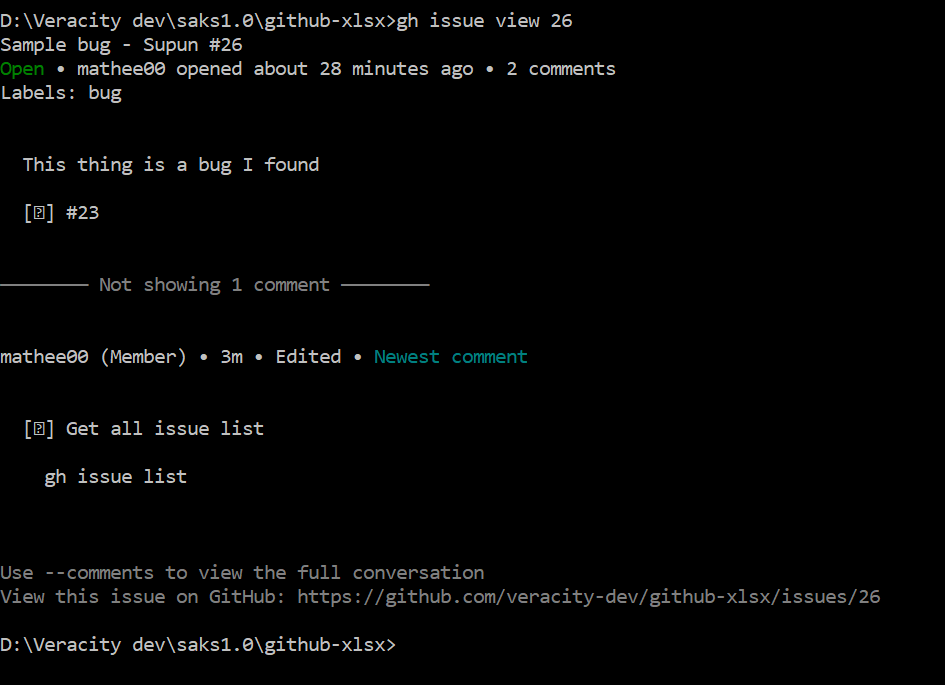 D:\Veracity dev\saks1.0\github-xlsx>gh issue view 26
Sample bug - Supun #26
Open • mathee00 opened about 28 minutes ago • 2 comments
Labels: bug
This thing is a bug I found
[⍰] #23
──────── Not showing 1 comment ────────
mathee00 (Member) • 3m • Edited • Newest comment
[⍰] Get all issue list
gh issue list
Use --comments to view the full conversation
View this issue on GitHub: https://github.com/veracity-dev/github-xlsx/issues/26
D:\Veracity dev\saks1.0\github-xlsx>